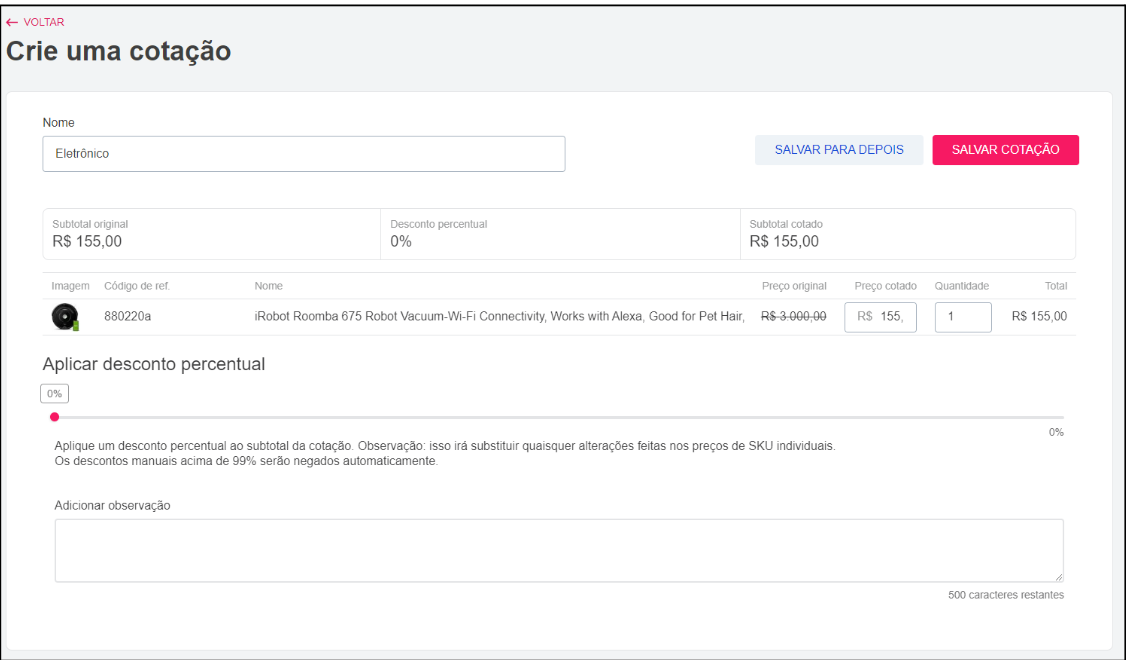 ← VOLTAR
Crie uma cotação
Nome
Eletrônico
SALVAR PARA DEPOIS
SALVAR COTAÇÃO
Subtotal original
R$ 155,00
Desconto percentual
0%
Subtotal cotado
R$ 155,00
Imagem Código de ref. Nome Preço original Preço cotado Quantidade Total
880220a iRobot Roomba 675 Robot Vacuum-Wi-Fi Connectivity, Works with Alexa, Good for Pet Hair, R$ 3.000,00 R$ 155, 1 R$ 155,00
Aplicar desconto percentual
0%
0%
Aplique um desconto percentual ao subtotal da cotação. Observação: isso irá substituir quaisquer alterações feitas nos preços de SKU individuais.
Os descontos manuais acima de 99% serão negados automaticamente.
Adicionar observação
500 caracteres restantes